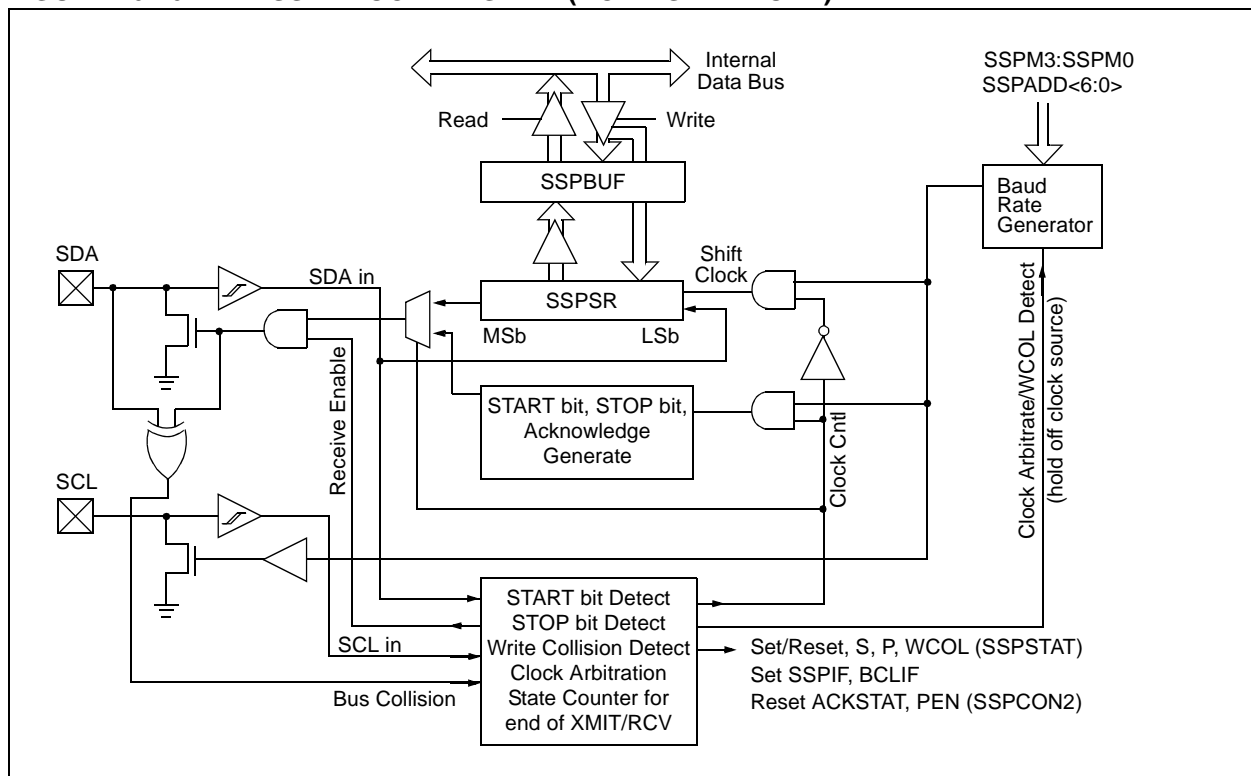 Internal
Data Bus
SSPM3:SSPM0
SSPADD<6:0>
Read
Write
SSPBUF
Baud
Rate
Generator
SDA
SDA in
Shift
Clock
SSPSR
MSb
LSb
START bit, STOP bit,
Acknowledge
Generate
Receive Enable
Clock Cntl
Clock Arbitrate/WCOL Detect
(hold off clock source)
SCL
SCL in
Bus Collision
START bit Detect
STOP bit Detect
Write Collision Detect
Clock Arbitration
State Counter for
end of XMIT/RCV
Set/Reset, S, P, WCOL (SSPSTAT)
Set SSPIF, BCLIF
Reset ACKSTAT, PEN (SSPCON2)